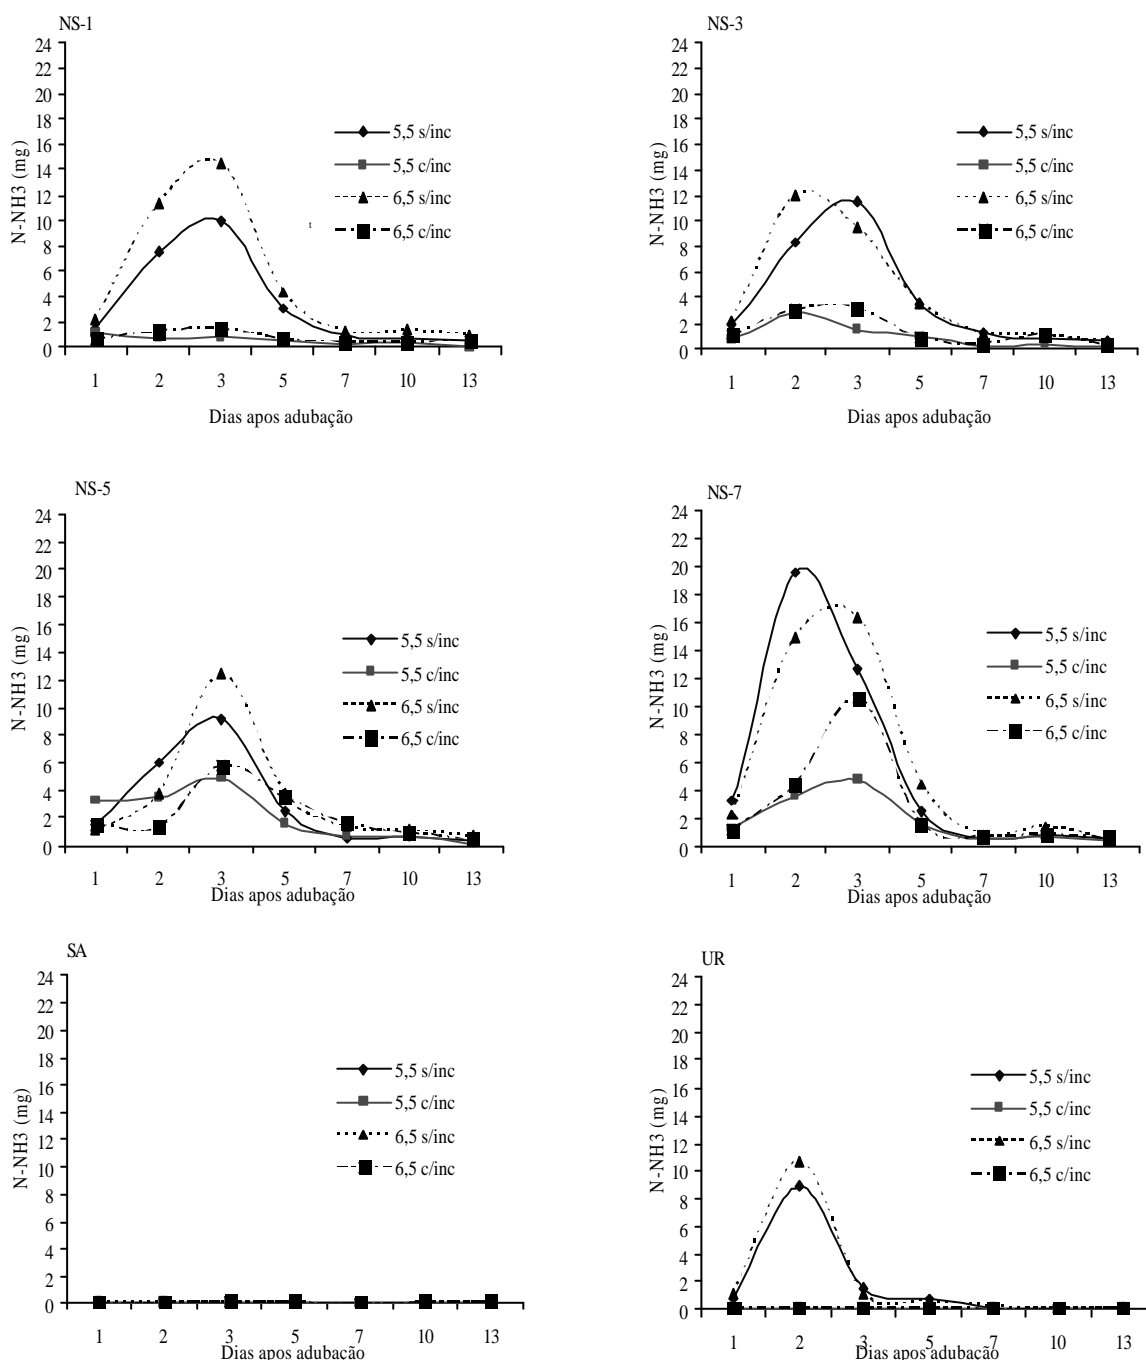 NS-1
24
22
20
18
16
14
12
10
8
6
4
2
0
N-NH3 (mg)
5,5 s/inc
5,5 c/inc
6,5 s/inc
6,5 c/inc
t
1 2 3 5 7 10 13
Dias apos adubação
NS-3
24
22
20
18
16
14
12
10
8
6
4
2
0
N-NH3 (mg)
5,5 s/inc
5,5 c/inc
6,5 s/inc
6,5 c/inc
1 2 3 5 7 10 13
Dias apos adubação
NS-5
24
22
20
18
16
14
12
10
8
6
4
2
0
N-NH3 (mg)
5,5 s/inc
5,5 c/inc
6,5 s/inc
6,5 c/inc
1 2 3 5 7 10 13
Dias apos adubação
NS-7
24
22
20
18
16
14
12
10
8
6
4
2
0
N-NH3 (mg)
5,5 s/inc
5,5 c/inc
6,5 s/inc
6,5 c/inc
1 2 3 5 7 10 13
Dias apos adubação
SA
24
22
20
18
16
14
12
10
8
6
4
2
0
N-NH3 (mg)
5,5 s/inc
5,5 c/inc
6,5 s/inc
6,5 c/inc
1 2 3 5 7 10 13
Dias apos adubação
UR
24
22
20
18
16
14
12
10
8
6
4
2
0
N-NH3 (mg)
5,5 s/inc
5,5 c/inc
6,5 s/inc
6,5 c/inc
1 2 3 5 7 10 13
Dias apos adubação